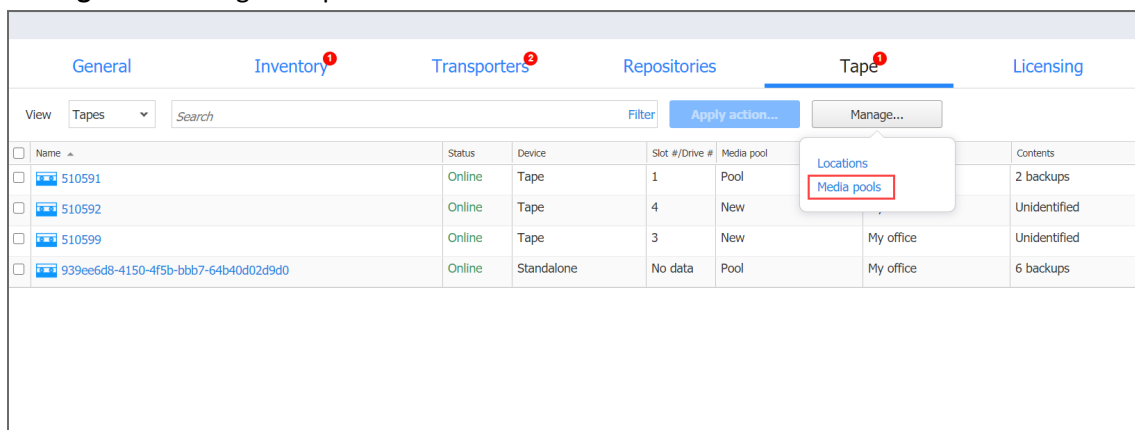 General Inventory 1 Transporters 2 Repositories Tape 1 Licensing
View Tapes Search Filter Apply action... Manage...
Name Status Device Slot #/Drive # Media pool Contents
Locations
Media pools
510591 Online Tape 1 Pool 2 backups
510592 Online Tape 4 New Unidentified
510599 Online Tape 3 New My office Unidentified
939ee6d8-4150-4f5b-bbb7-64b40d02d9d0 Online Standalone No data Pool My office 6 backups